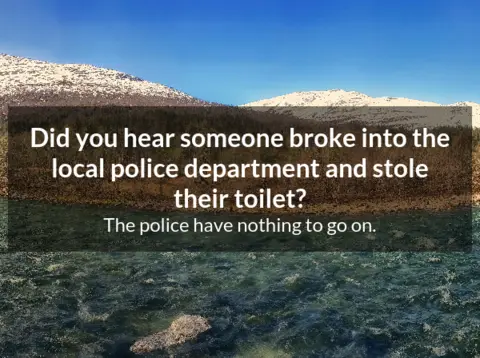 Did you hear someone broke into the
local police department and stole
their toilet?
The police have nothing to go on.